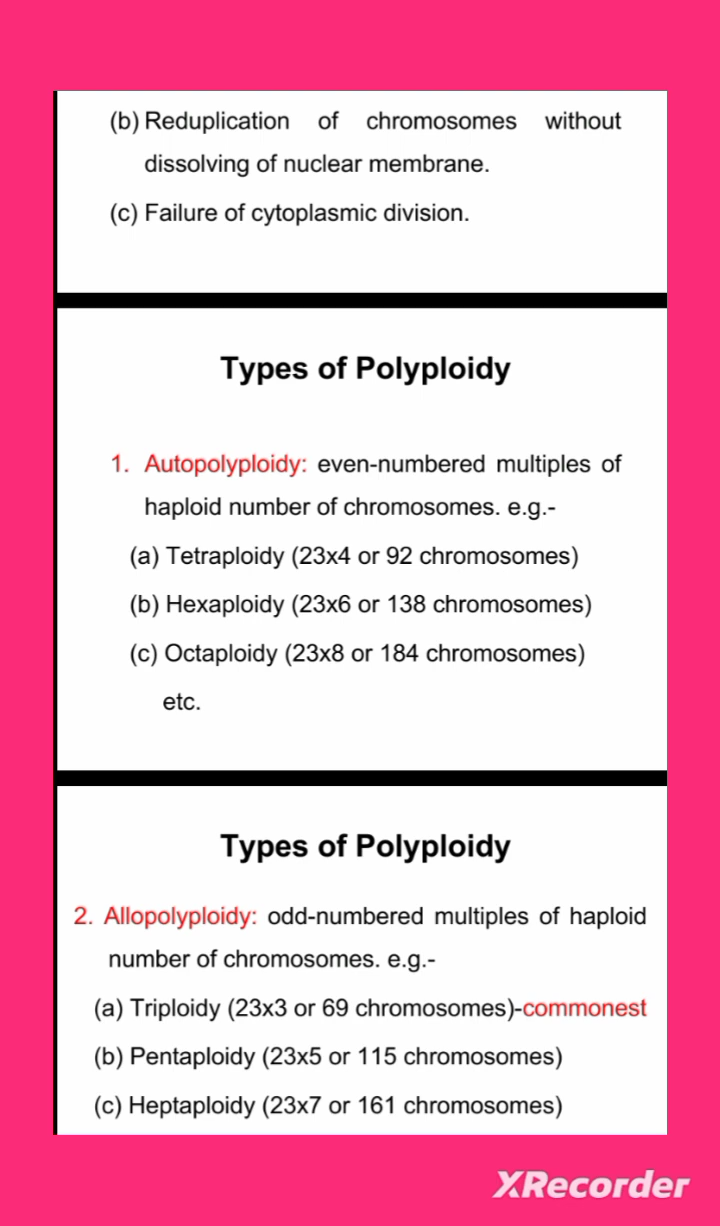 (b) Reduplication of chromosomes without
dissolving of nuclear membrane.
(c) Failure of cytoplasmic division.
Types of Polyploidy
1. Autopolyploidy: even-numbered multiples of
haploid number of chromosomes. e.g.-
(a) Tetraploidy (23x4 or 92 chromosomes)
(b) Hexaploidy (23x6 or 138 chromosomes)
(c) Octaploidy (23x8 or 184 chromosomes)
etc.
Types of Polyploidy
2. Allopolyploidy: odd-numbered multiples of haploid
number of chromosomes. e.g.-
(a) Triploidy (23x3 or 69 chromosomes)-commonest
(b) Pentaploidy (23x5 or 115 chromosomes)
(c) Heptaploidy (23x7 or 161 chromosomes)
XRecorder